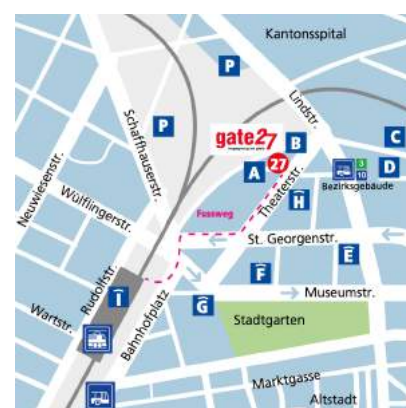 Kantonsspital
P
P
Lindstr.
Schaffhauserstr.
gate27
B
C
27
A
3
10
D
Bezirksgebäude
Neuwiesenstr.
Theaterstr.
H
Wülflingerstr.
Fussweg
St. Georgenstr.
E
F
Rudolfstr.
I
Museumstr.
G
Wartstr.
Bahnhofplatz
Stadtgarten
Marktgasse
Altstadt